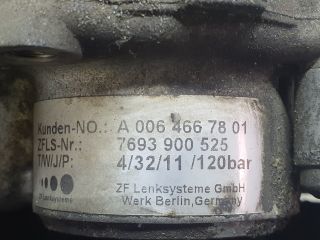 Kunden-NO.: A 006 466 78 01
ZFLS-Nr.: 7693 900 525
T/W/J/P: 4/32/11 /120bar
ZF Lenksysteme GmbH
Werk Berlin,Germany